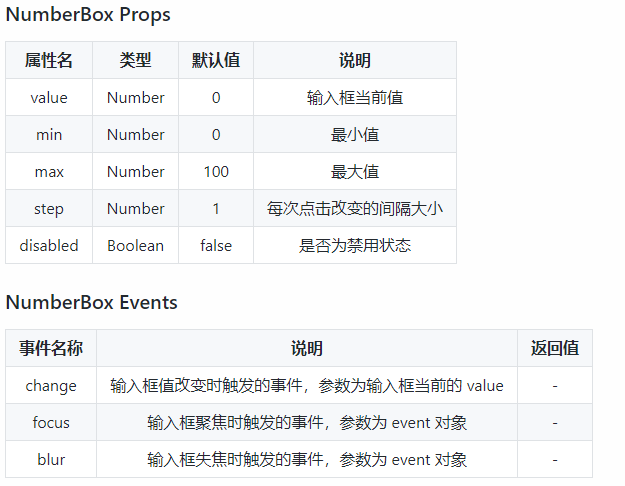 NumberBox Props
属性名 类型 默认值 说明
value Number 0 输入框当前值
min Number 0 最小值
max Number 100 最大值
step Number 1 每次点击改变的间隔大小
disabled Boolean false 是否为禁用状态
NumberBox Events
事件名称 说明 返回值
change 输入框值改变时触发的事件，参数为输入框当前的 value -
focus 输入框聚焦时触发的事件，参数为 event 对象 -
blur 输入框失焦时触发的事件，参数为 event 对象 -